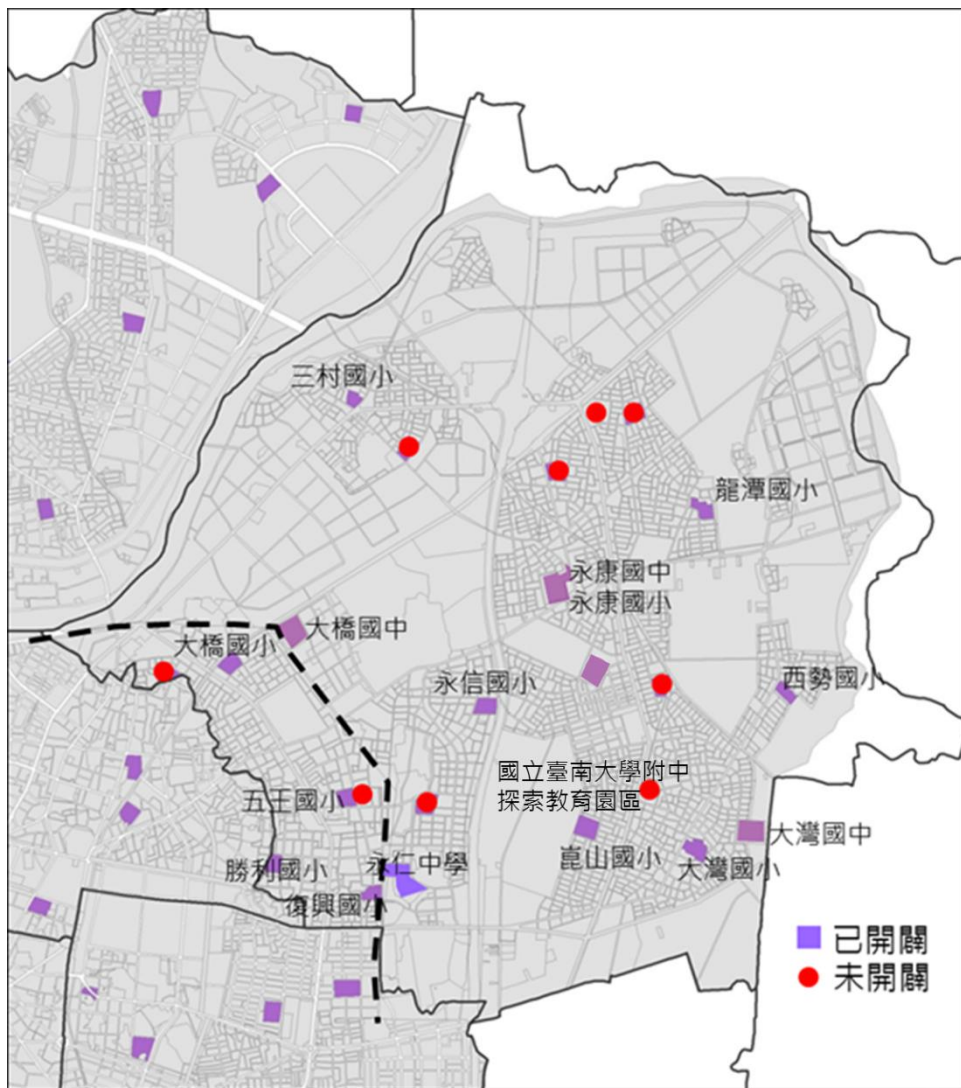 三村國小
龍潭國小
永康國中
永康國小
大橋國中
大橋國小
永信國小
西勢國小
國立臺南大學附中
探索教育園區
五王國小
大灣國中
崑山國小
大灣國小
勝利國小
永仁中學
復興國小
已開闢
未開闢